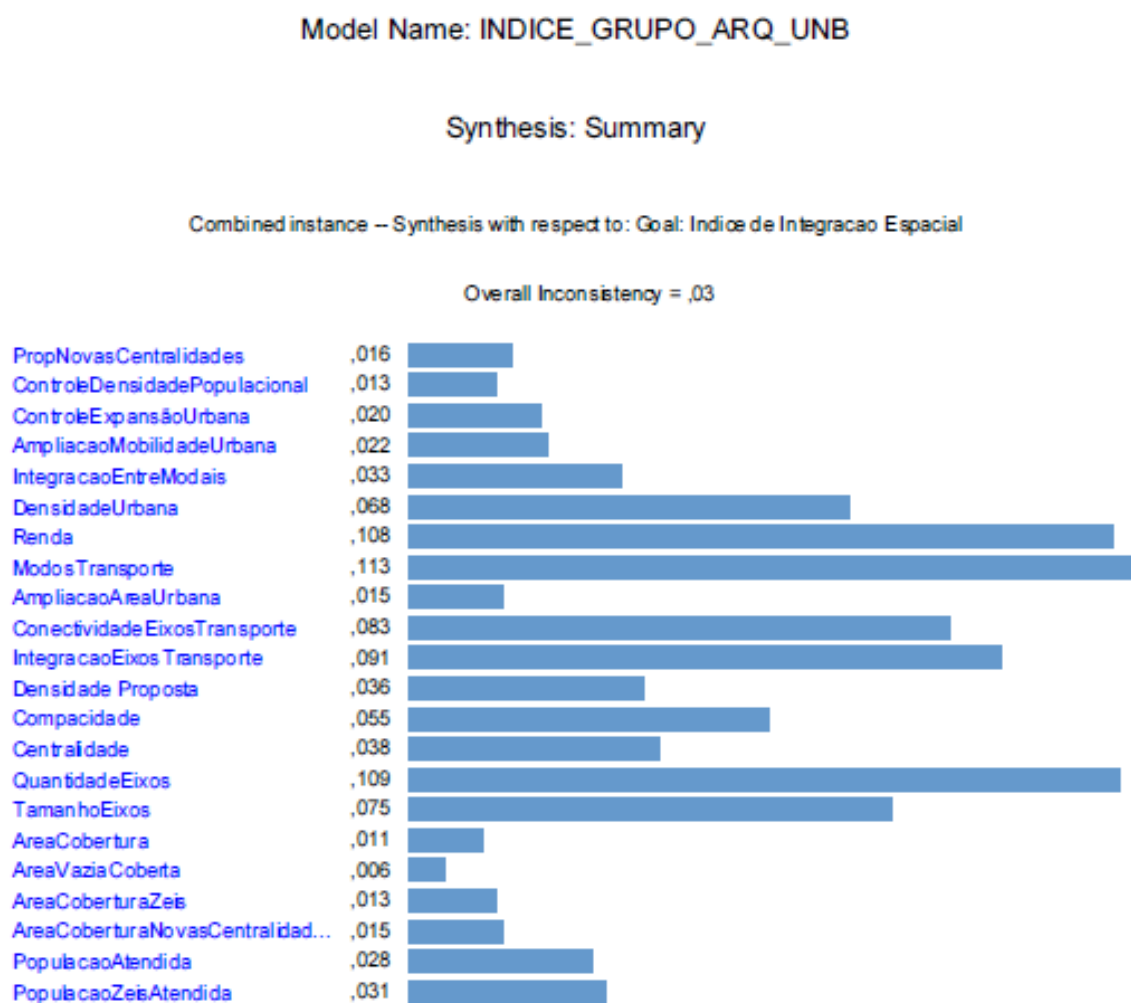 Model Name: INDICE_GRUPO_ARQ_UNB
Synthesis: Summary
Combined instance -- Synthesis with respect to: Goal: Indice de Integracao Espacial
Overall Inconsistency = ,03
PropNovasCentralidades ,016
ControleDensidadePopulacional ,013
ControleExpansãoUrbana ,020
AmpliacaoMobilidadeUrbana ,022
IntegracaoEntreModais ,033
DensidadeUrbana ,068
Renda ,108
ModosTransporte ,113
AmpliacaoAreaUrbana ,015
ConectividadeEixosTransporte ,083
IntegracaoEixosTransporte ,091
Densidade Proposta ,036
Compacidade ,055
Centralidade ,038
QuantidadeEixos ,109
TamanhoEixos ,075
AreaCobertura ,011
AreaVaziaCoberta ,006
AreaCoberturaZeis ,013
AreaCoberturaNovasCentralidad... ,015
PopulacaoAtendida ,028
PopulacaoZeisAtendida ,031